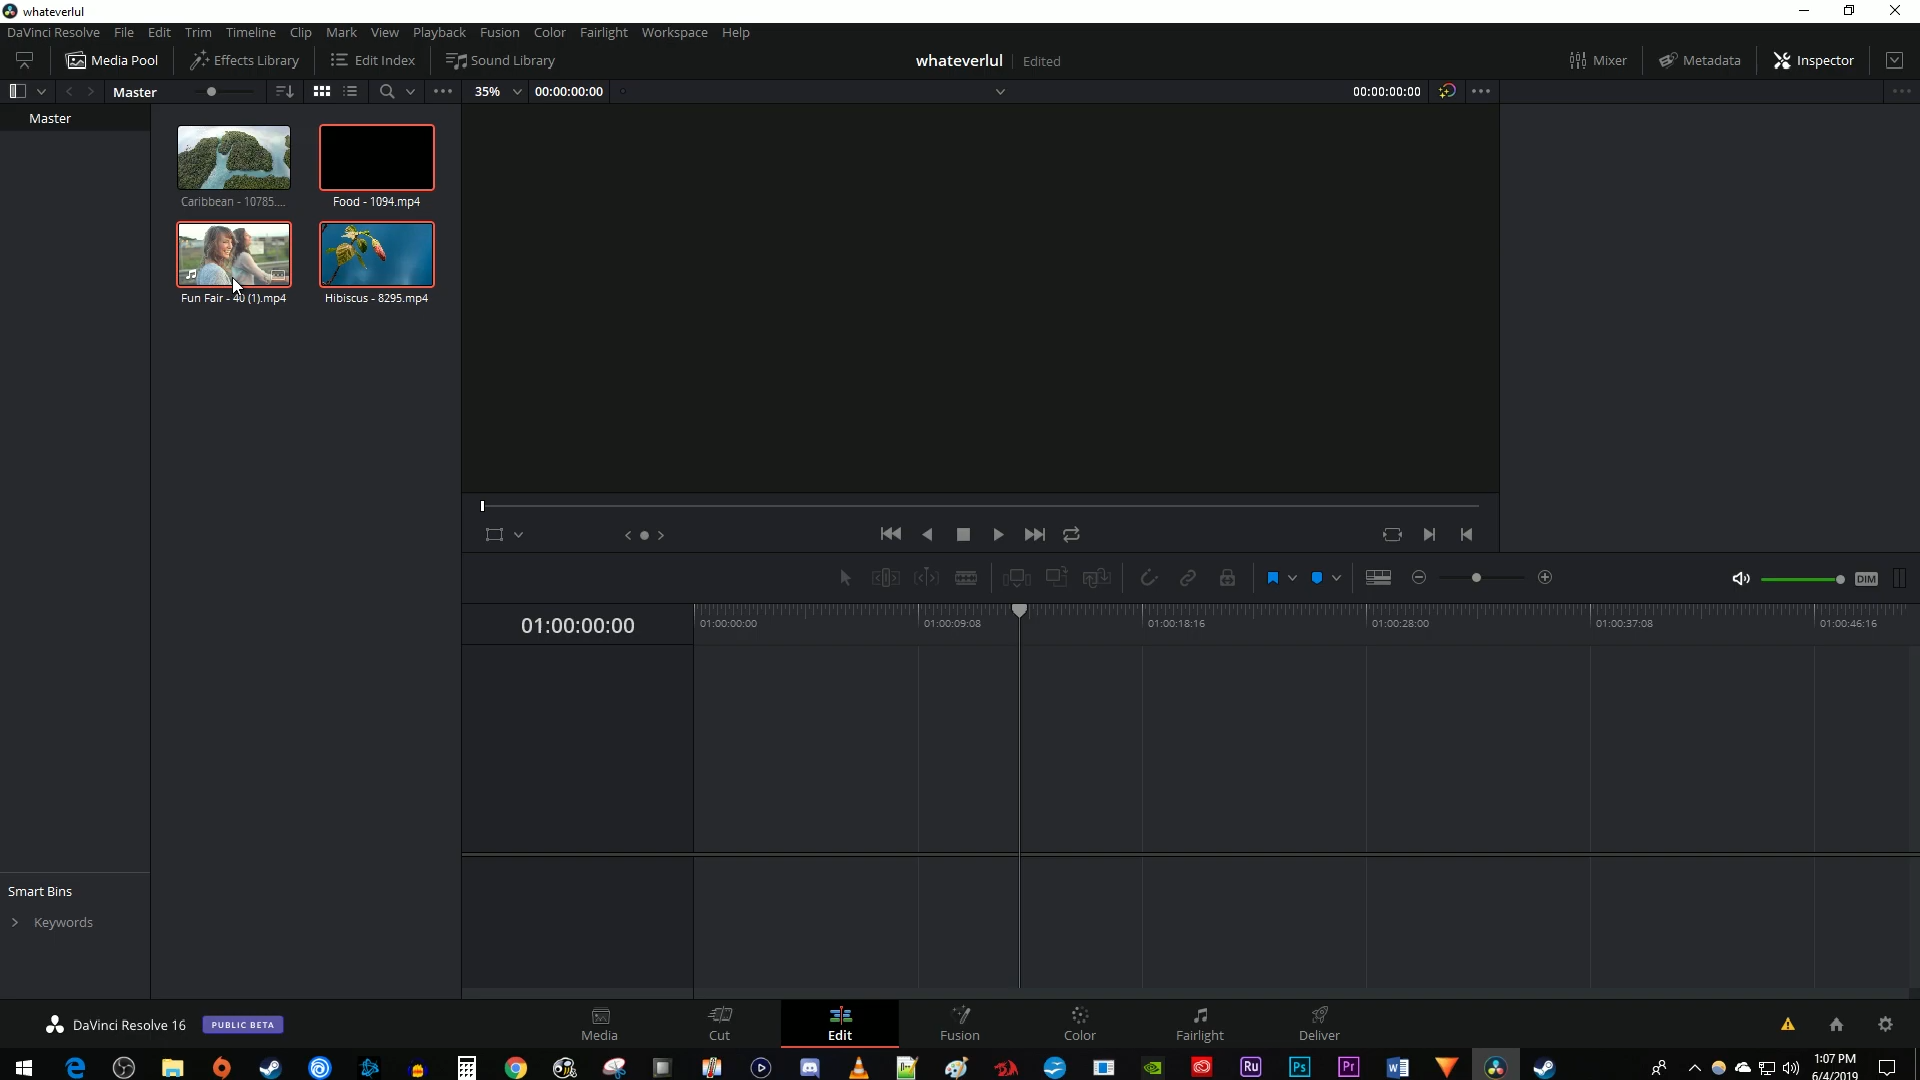 whateverlul
DaVinci Resolve File Edit Trim Timeline Clip Mark View Playback Fusion Color Fairlight Workspace Help
Media Pool Effects Library Edit Index Sound Library whateverlul Edited Mixer Metadata Inspector
Master 35% 00:00:00:00 00:00:00:00
Master
Caribbean - 10785.... Food - 1094.mp4
Fun Fair - 40 (1).mp4 Hibiscus - 8295.mp4
DIM
01:00:00:00 01:00:00:00 01:00:09:08 01:00:18:16 01:00:28:00 01:00:37:08 01:00:46:16
Smart Bins
Keywords
DaVinci Resolve 16 PUBLIC BETA Media Cut Edit Fusion Color Fairlight Deliver
Ru Ps Pr 1:07 PM
6/4/2019